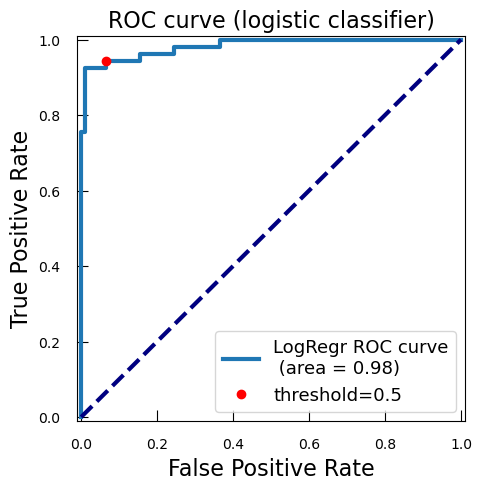 ROC curve (logistic classifier)
1.0
0.8
0.6
0.4
0.2
0.0
True Positive Rate
LogRegr ROC curve
(area = 0.98)
threshold=0.5
0.0 0.2 0.4 0.6 0.8 1.0
False Positive Rate